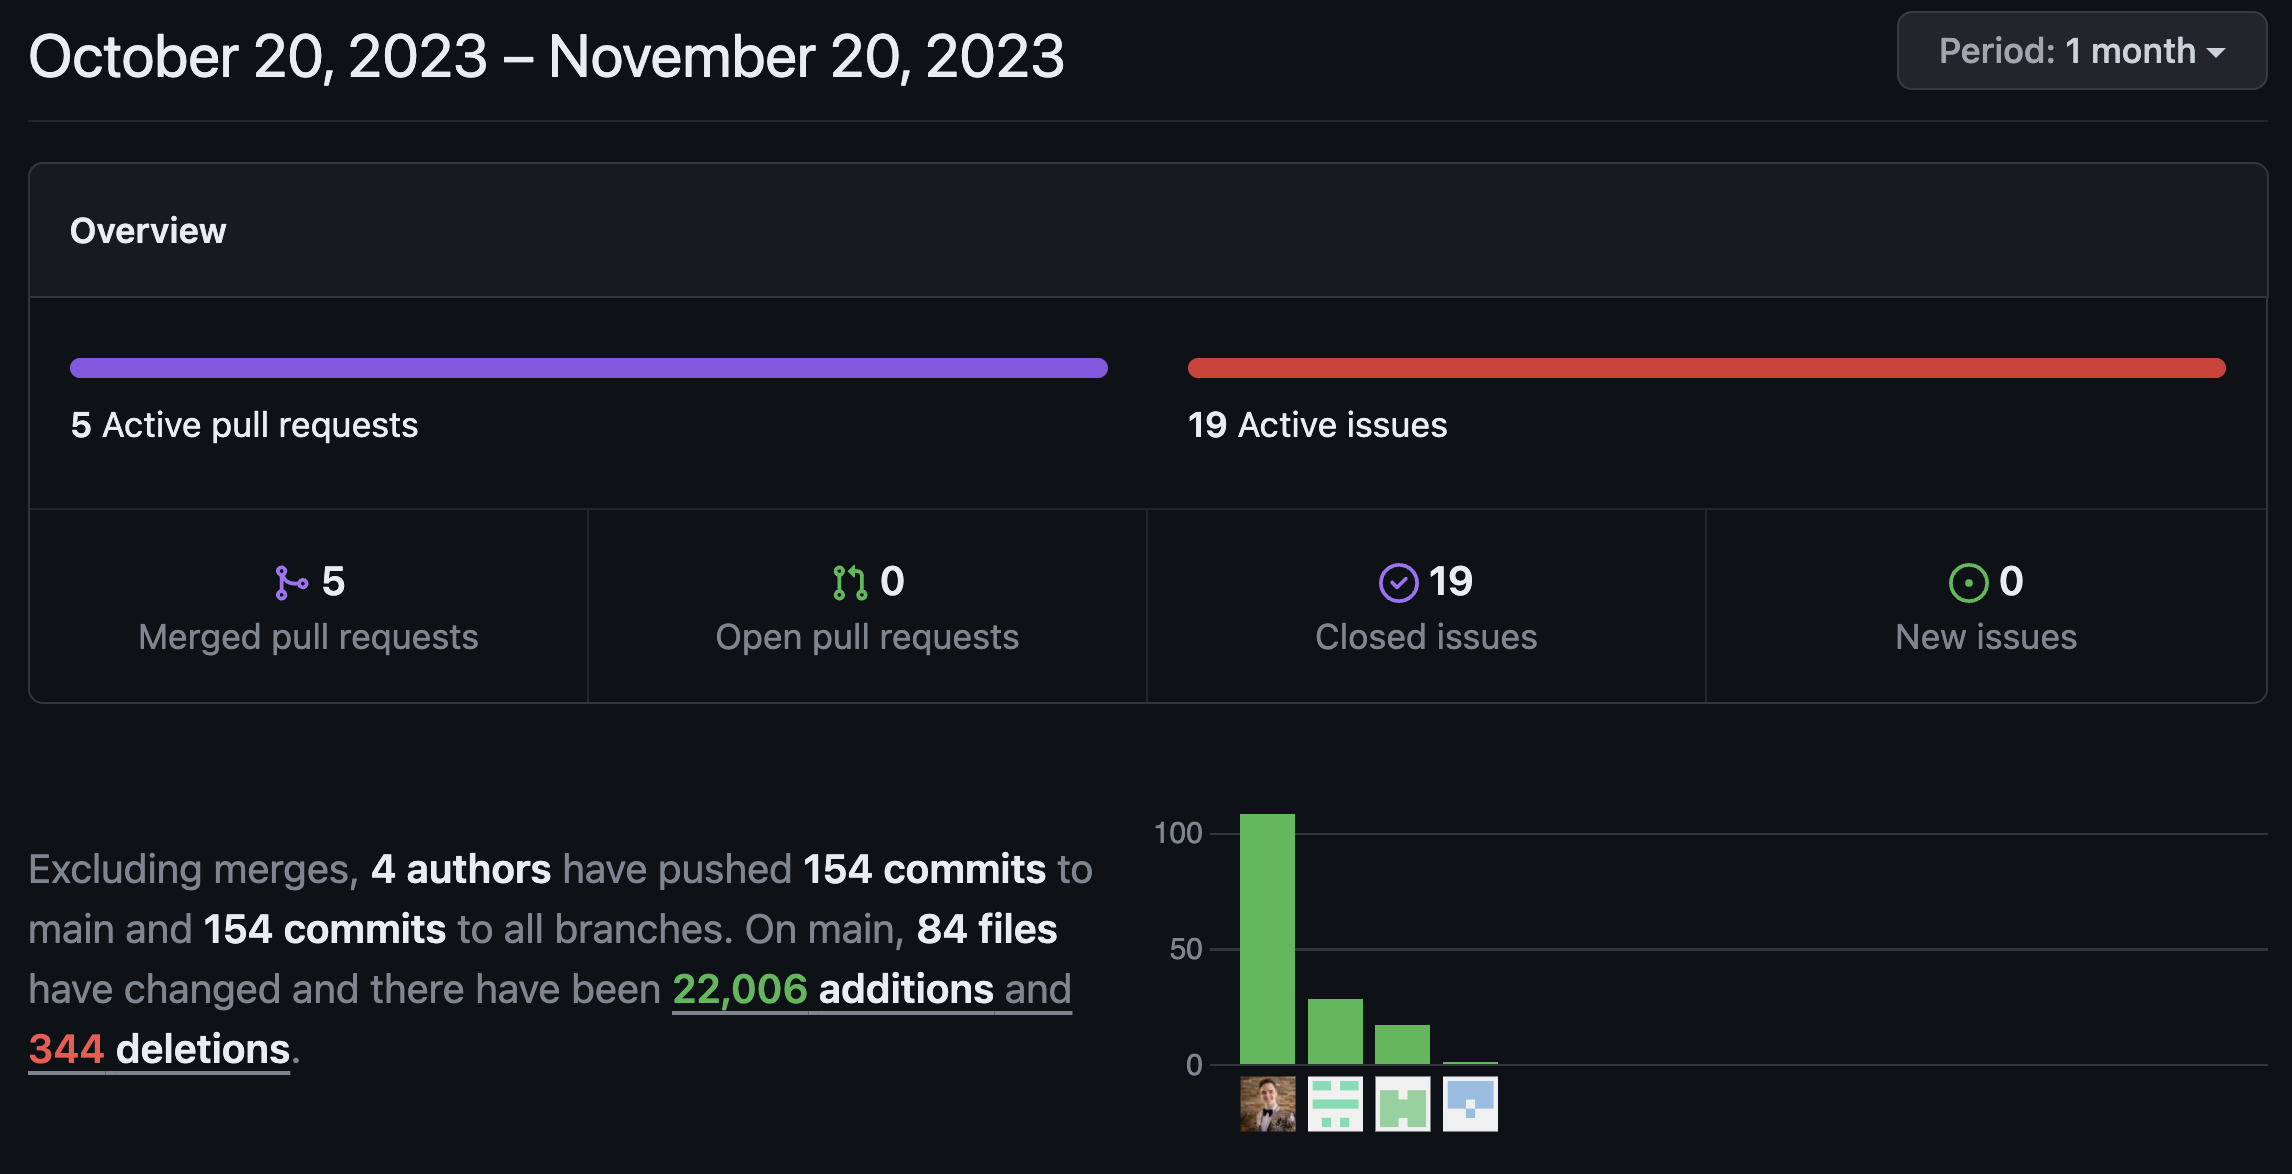 October 20, 2023 – November 20, 2023
Period: 1 month
Overview
5 Active pull requests
19 Active issues
5
Merged pull requests
0
Open pull requests
19
Closed issues
0
New issues
Excluding merges, 4 authors have pushed 154 commits to
main and 154 commits to all branches. On main, 84 files
have changed and there have been 22,006 additions and
344 deletions.
100
50
0